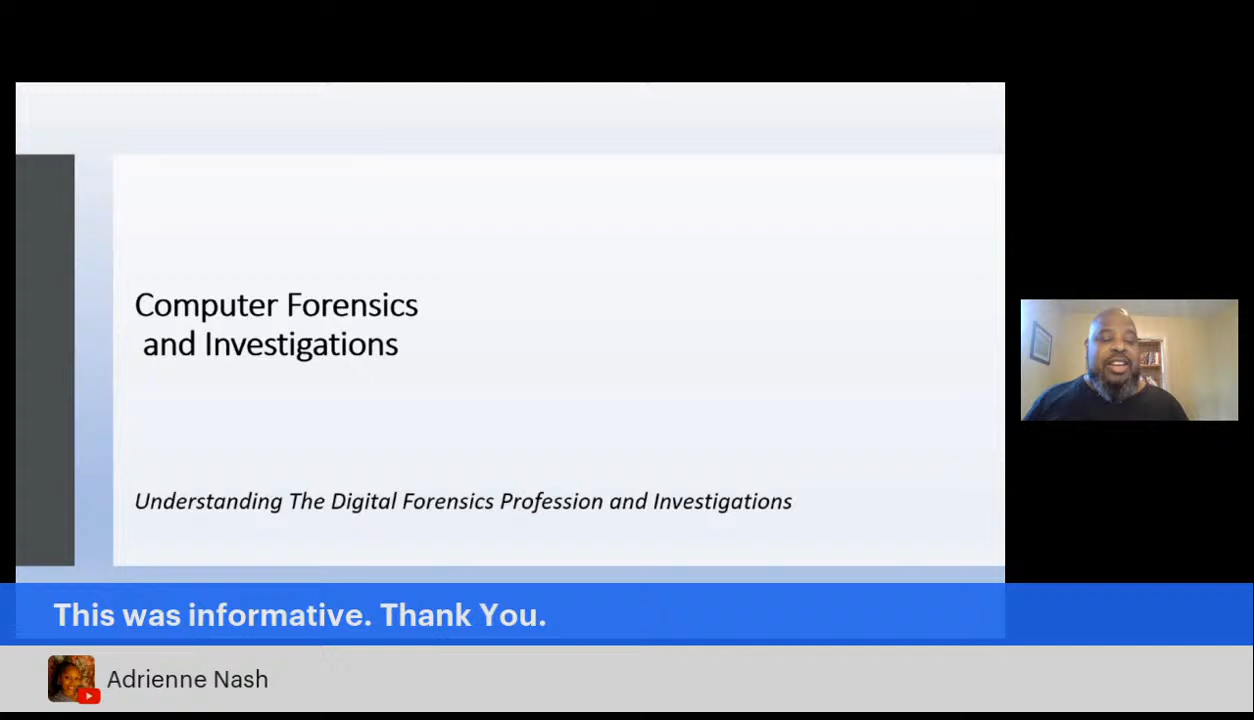 Computer Forensics
and Investigations
Understanding The Digital Forensics Profession and Investigations
This was informative. Thank You.
Adrienne Nash